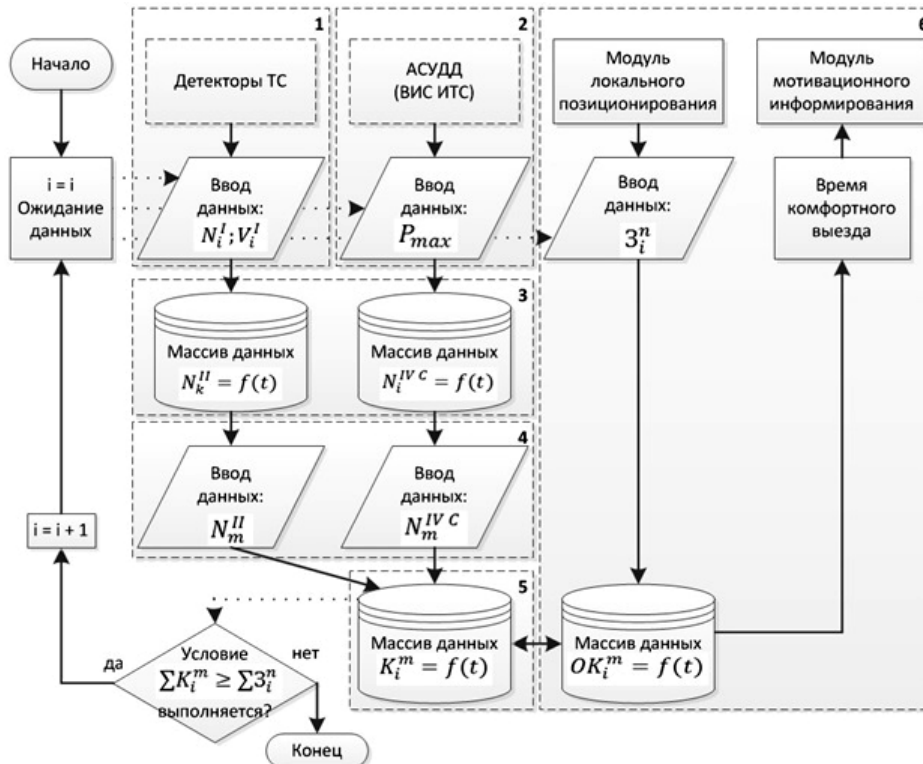 1
2
6
Начало
Детекторы ТС
АСУДД
(ВИС ИТС)
Модуль
локального
позиционирования
Модуль
мотивационного
информирования
i = i
Ожидание
данных
Ввод
данных:
N_i^I; V_i^I
Ввод
данных:
P_max
Ввод
данных:
З_i^n
Время
комфортного
выезда
3
Массив данных
N_k^II = f(t)
Массив данных
N_i^IV C = f(t)
4
Ввод
данных:
N_m^II
Ввод
данных:
N_m^IV C
i = i + 1
5
Массив данных
K_i^m = f(t)
Массив данных
OK_i^m = f(t)
да
Условие
∑K_i^m ≥ ∑З_i^n
выполняется?
нет
Конец